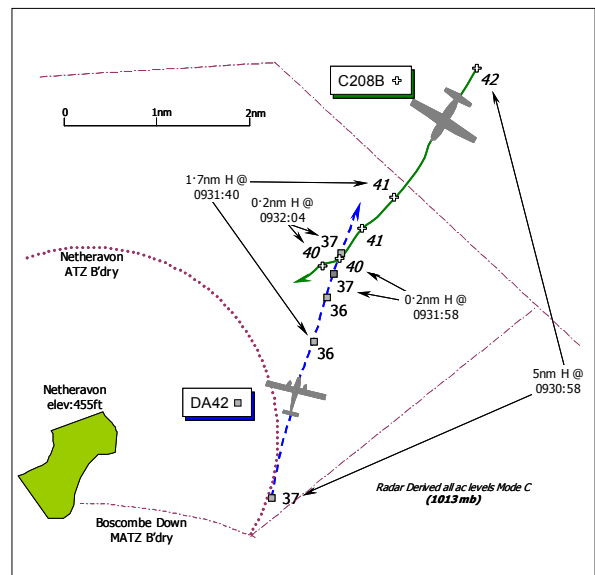 C208B
42
0
1nm
2nm
1·7nm H @
0931:40
41
0·2nm H @
0932:04
37
40
41
40
37
36
0·2nm H @
0931:58
36
Netheravon
ATZ B'dry
5nm H @
0930:58
Netheravon
elev:455ft
DA42
37
Radar Derived all ac levels Mode C
(1013mb)
Boscombe Down
MATZ B'dry